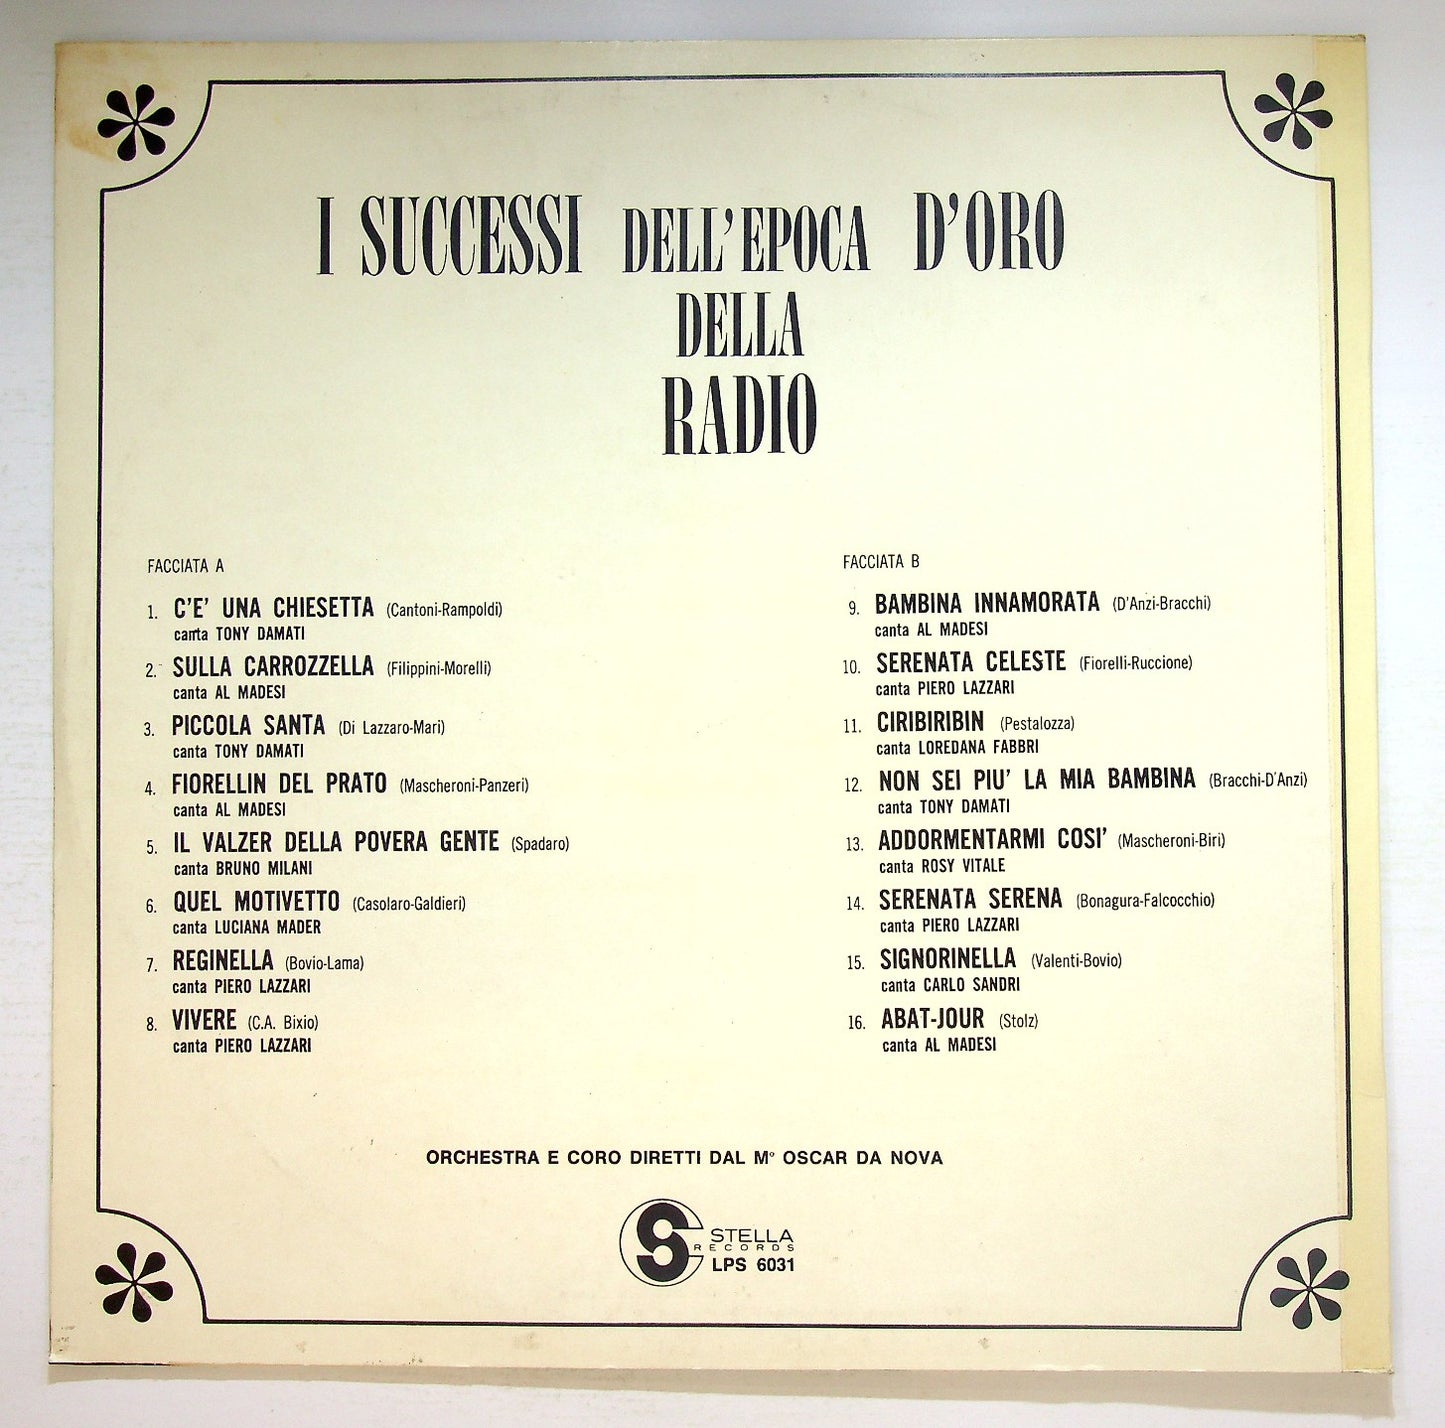 I SUCCESSI DELL'EPOCA D'ORO
DELLA
RADIO
FACCIATA A
1. C'E' UNA CHIESETTA (Cantoni-Rampoldi)
canta TONY DAMATI
2. SULLA CARROZZELLA (Filippini-Morelli)
canta AL MADESI
3. PICCOLA SANTA (Di Lazzaro-Mari)
canta TONY DAMATI
4. FIORELLIN DEL PRATO (Mascheroni-Panzeri)
canta AL MADESI
5. IL VALZER DELLA POVERA GENTE (Spadaro)
canta BRUNO MILANI
6. QUEL MOTIVETTO (Casolaro-Galdieri)
canta LUCIANA MADER
7. REGINELLA (Bovio-Lama)
canta PIERO LAZZARI
8. VIVERE (C.A. Bixio)
canta PIERO LAZZARI
FACCIATA B
9. BAMBINA INNAMORATA (D'Anzi-Bracchi)
canta AL MADESI
10. SERENATA CELESTE (Fiorelli-Ruccione)
canta PIERO LAZZARI
11. CIRIBIRIBIN (Pestalozza)
canta LOREDANA FABBRI
12. NON SEI PIU' LA MIA BAMBINA (Bracchi-D'Anzi)
canta TONY DAMATI
13. ADDORMENTARMI COSI' (Mascheroni-Biri)
canta ROSY VITALE
14. SERENATA SERENA (Bonagura-Falcocchio)
canta PIERO LAZZARI
15. SIGNORINELLA (Valenti-Bovio)
canta CARLO SANDRI
16. ABAT-JOUR (Stolz)
canta AL MADESI
ORCHESTRA E CORO DIRETTI DAL M° OSCAR DA NOVA
STELLA
RECORDS
LPS 6031